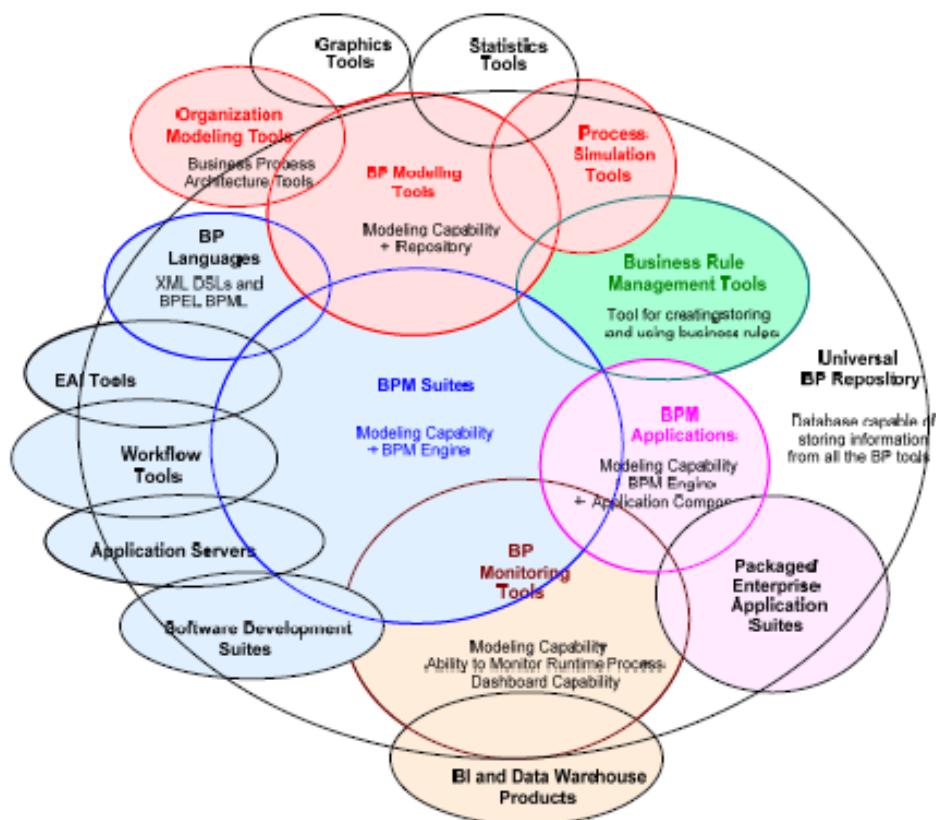 Graphics
Tools
Statistics
Tools
Organization
Modeling Tools
Business Process
Architecture Tools
BP Modeling
Tools
Modeling Capability
+ Repository
Process
Simulation
Tools
BP
Languages
XML DSLs and
BPEL, BPML
Business Rule
Management Tools
Tool for creating storing
and using business rules
EAI Tools
BPM Suites
Modeling Capability
+ BPM Engine
BPM
Applications
Modeling Capability
BPM Engine
+ Application Compon
Universal
BP Repository
Database capable of
storing information
from all the BP tools
Workflow
Tools
Application Servers
BP
Monitoring
Tools
Modeling Capability
Ability to Monitor Runtime Process
Dashboard Capability
Packaged
Enterprise
Application
Suites
Software Development
Suites
BI and Data Warehouse
Products